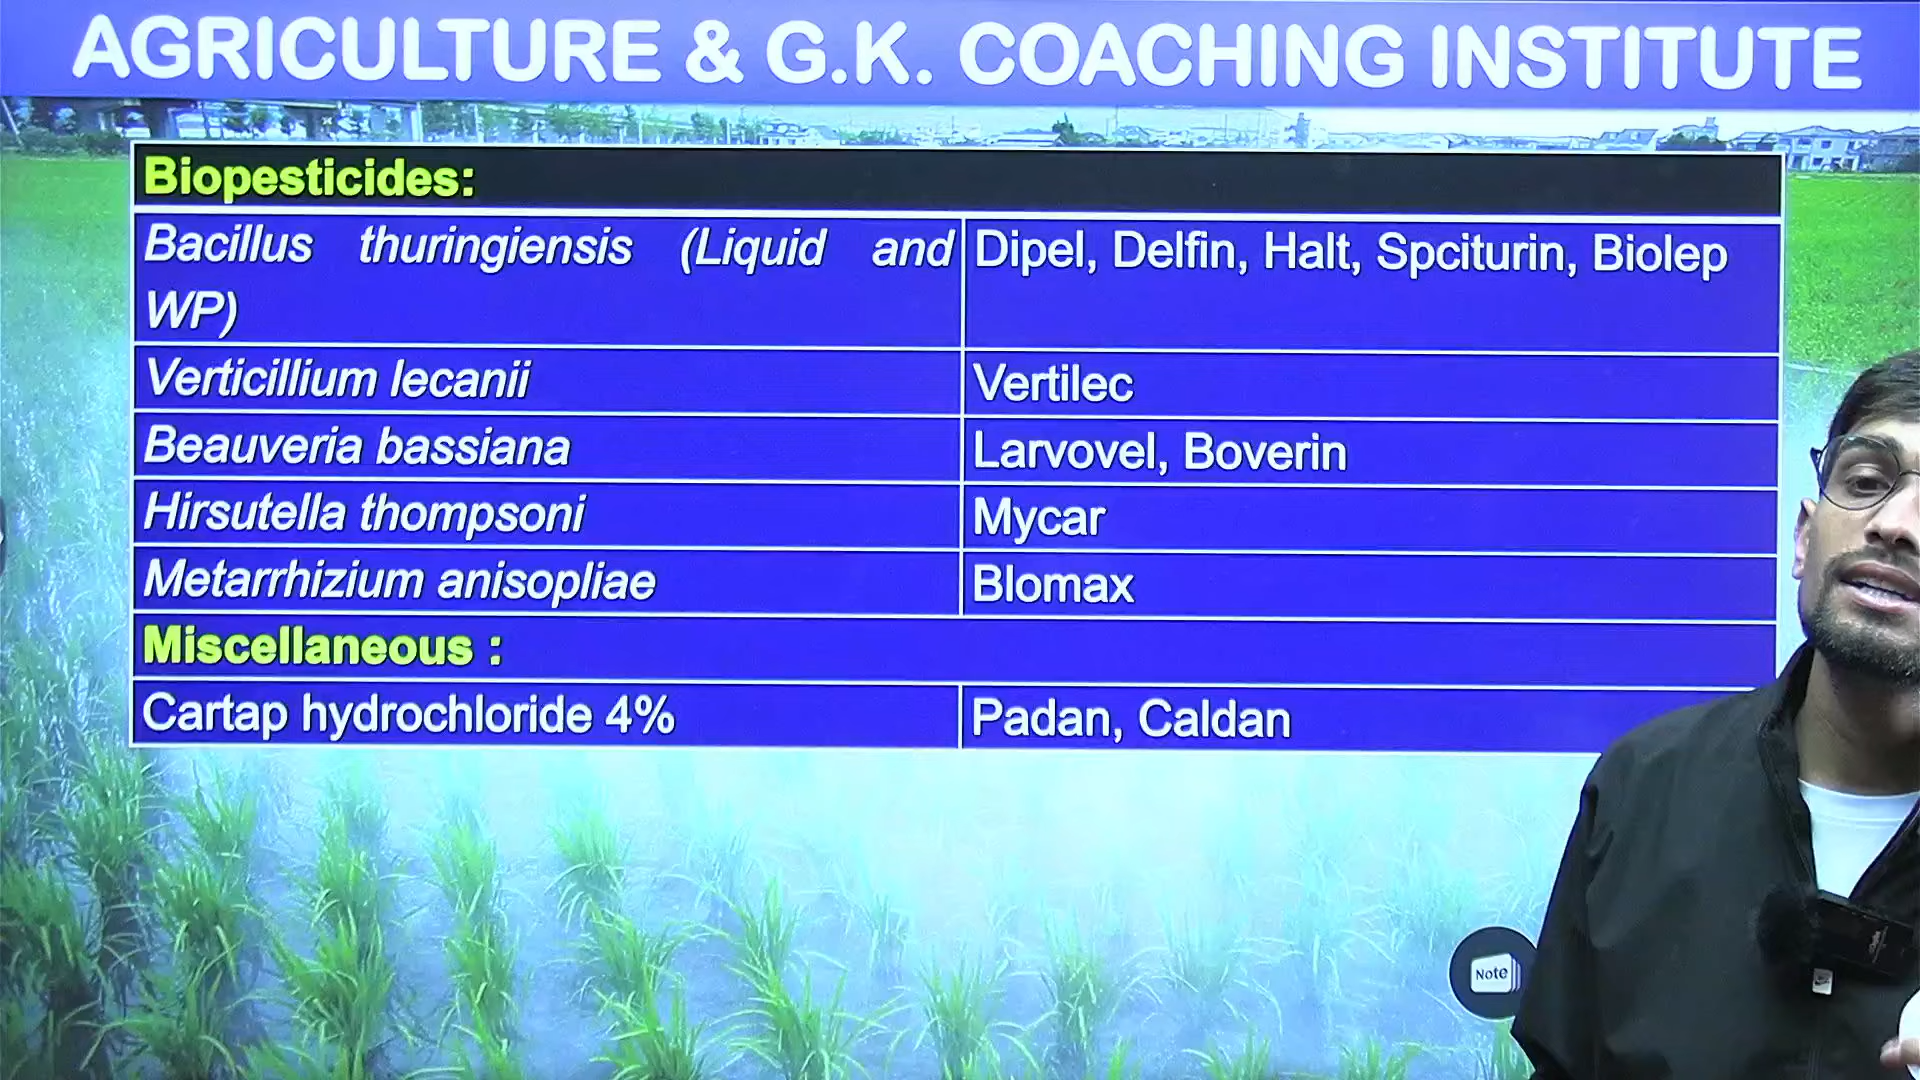 AGRICULTURE & G.K. COACHING INSTITUTE
Biopesticides:
Bacillus thuringiensis (Liquid and
WP)
Dipel, Delfin, Halt, Spciturin, Biolep
Verticillium lecanii
Vertilec
Beauveria bassiana
Larvovel, Boverin
Hirsutella thompsoni
Mycar
Metarrhizium anisopliae
Blomax
Miscellaneous :
Cartap hydrochloride 4%
Padan, Caldan
Note